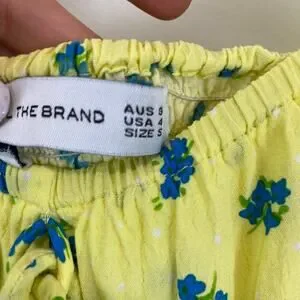 THE BRAND
AUS 8
USA 4
SIZE S